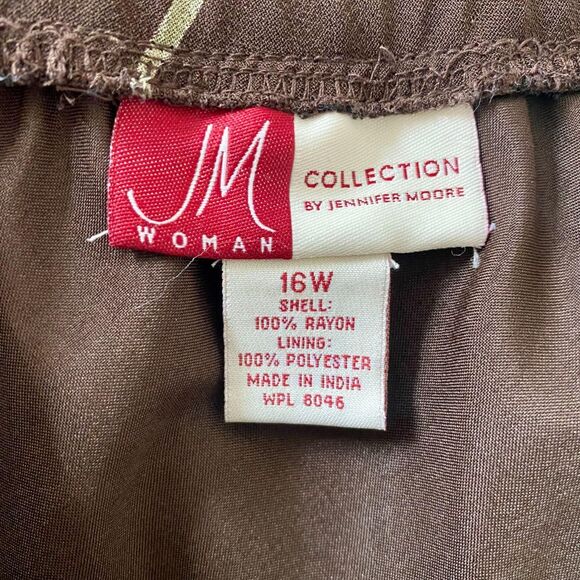 JM
WOMAN
COLLECTION
BY JENNIFER MOORE
16W
SHELL:
100% RAYON
LINING:
100% POLYESTER
MADE IN INDIA
WPL 8046